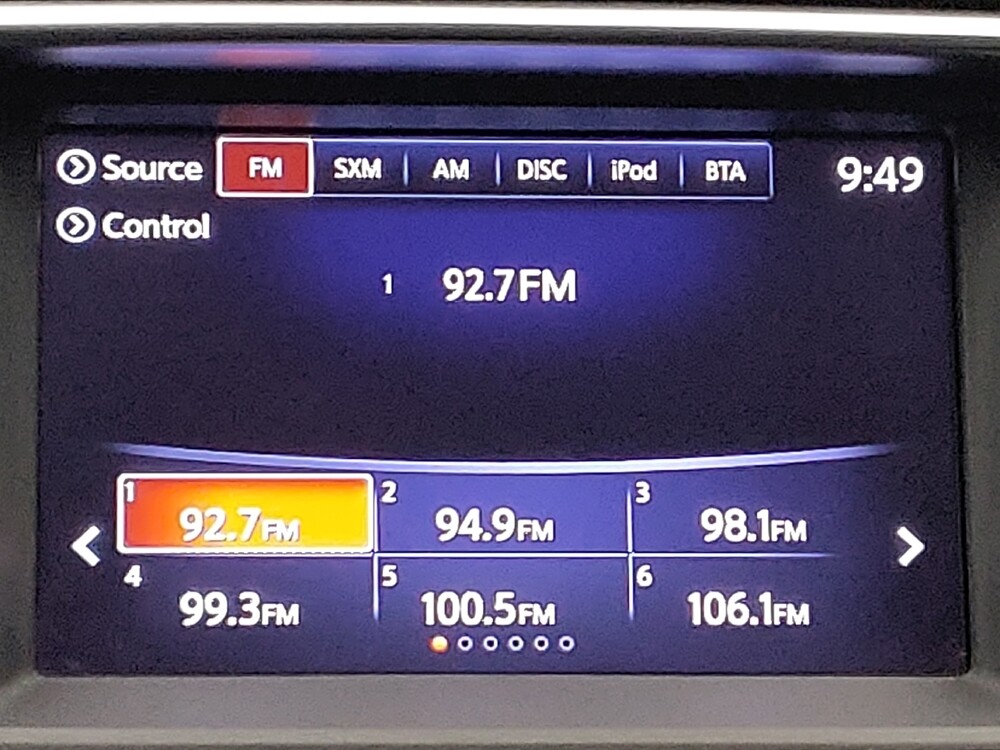 Source FM SXM AM DISC iPod BTA 9:49
Control
1 92.7FM
1 2 3
92.7FM 94.9FM 98.1FM
4 5 6
99.3FM 100.5FM 106.1FM